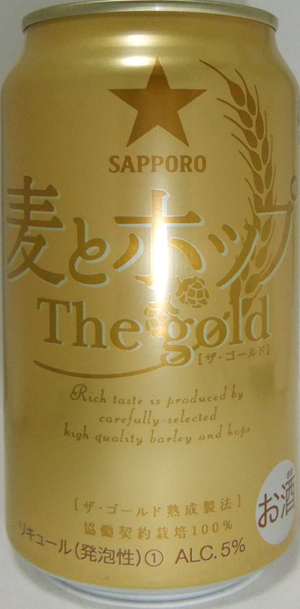 SAPPORO
麦とホップ
The gold
[ザ・ゴールド]
Rich taste is produced by
carefully-selected
high quality barley and hops
[ザ・ゴールド熟成製法]
協働契約栽培100%
お酒
リキュール(発泡性)① ALC.5%